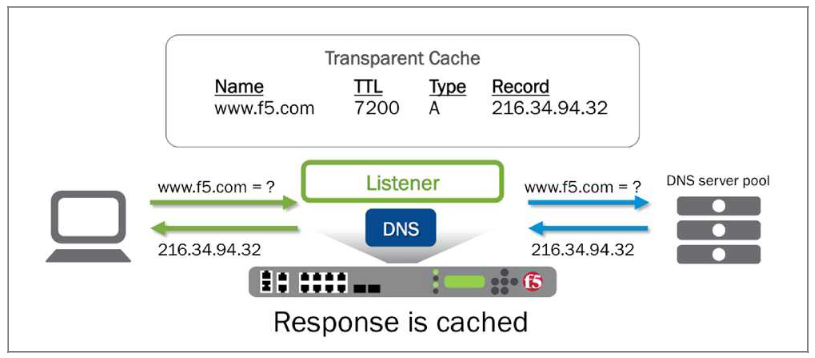 Transparent Cache
Name TTL Type Record
www.f5.com 7200 A 216.34.94.32
www.f5.com = ? Listener www.f5.com = ? DNS server pool
216.34.94.32 DNS 216.34.94.32
f5
Response is cached